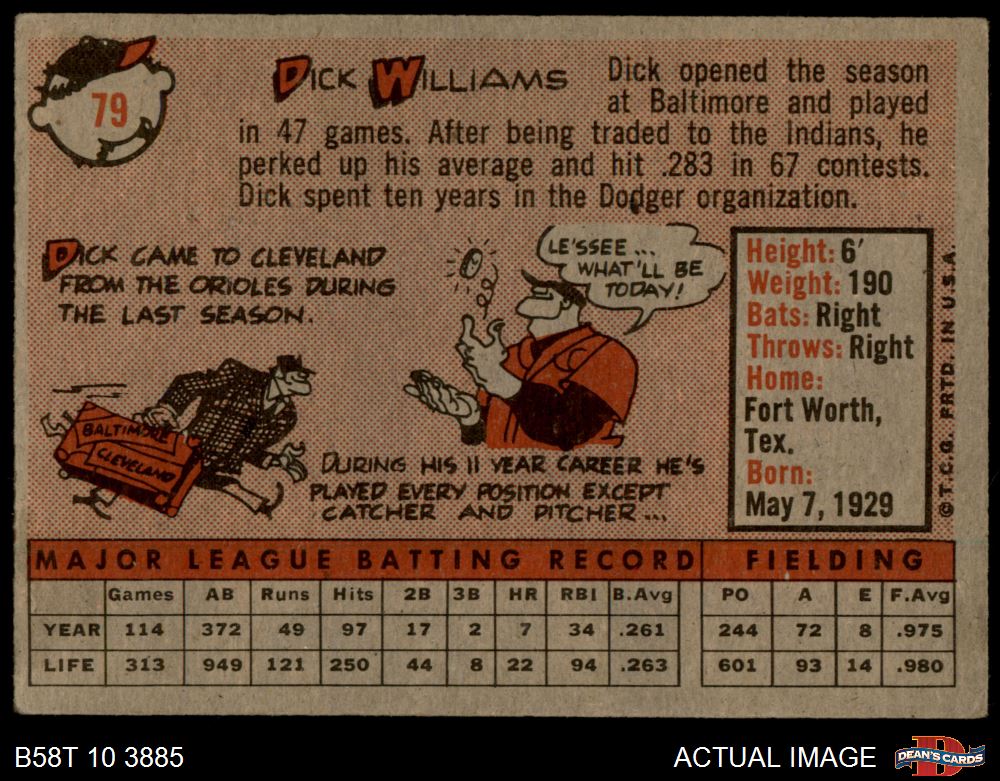 79
DICK WILLIAMS
Dick opened the season
at Baltimore and played
in 47 games. After being traded to the Indians, he
perked up his average and hit .283 in 67 contests.
Dick spent ten years in the Dodger organization.
DICK CAME TO CLEVELAND
FROM THE ORIOLES DURING
THE LAST SEASON.
BALTIMORE
CLEVELAND
LE'SSEE...
WHAT'LL BE
TODAY!
DURING HIS 11 YEAR CAREER HE'S
PLAYED EVERY POSITION EXCEPT
CATCHER AND PITCHER...
Height: 6'
Weight: 190
Bats: Right
Throws: Right
Home:
Fort Worth,
Tex.
Born:
May 7, 1929
© T.C.G. PRTD. IN U.S.A.
MAJOR LEAGUE BATTING RECORD FIELDING
Games AB Runs Hits 2B 3B HR RBI B.Avg PO A E F.Avg
YEAR 114 372 49 97 17 2 7 34 .261 244 72 8 .975
LIFE 313 949 121 250 44 8 22 94 .263 601 93 14 .980
B58T 10 3885
ACTUAL IMAGE
D
DEAN'S CARDS